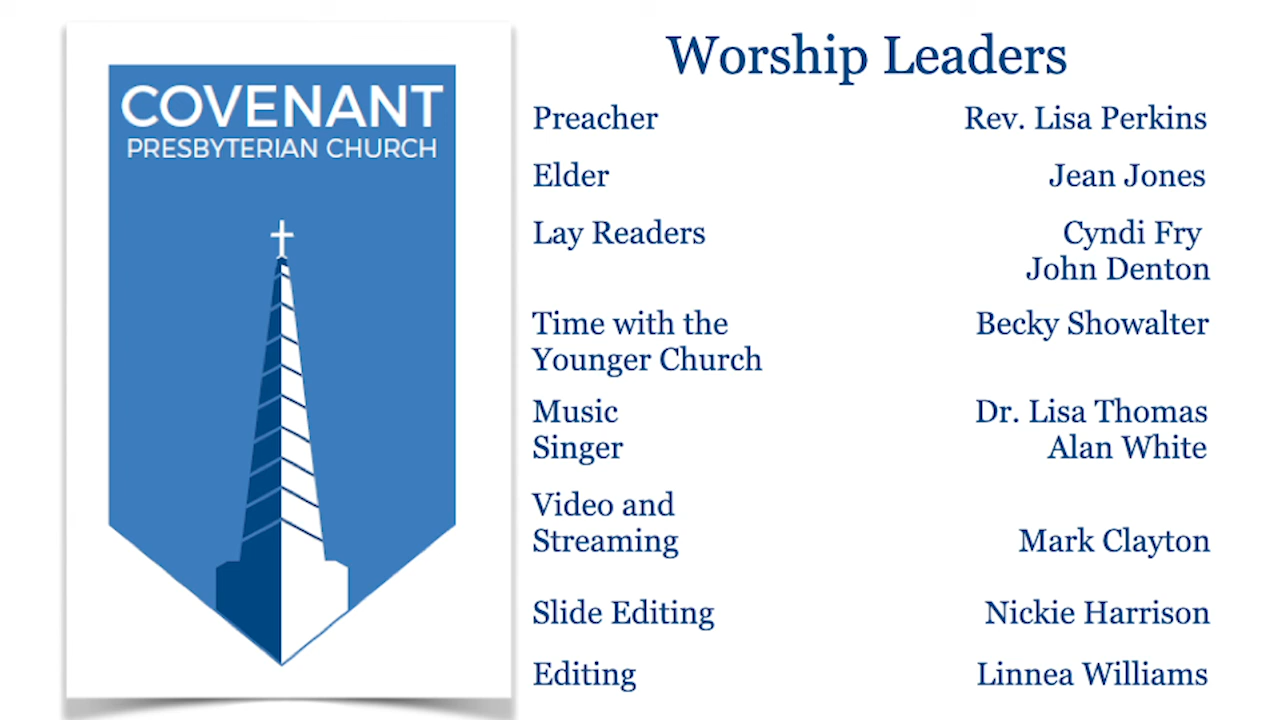 COVENANT
PRESBYTERIAN CHURCH
Worship Leaders
Preacher Rev. Lisa Perkins
Elder Jean Jones
Lay Readers Cyndi Fry
John Denton
Time with the Becky Showalter
Younger Church
Music Dr. Lisa Thomas
Singer Alan White
Video and
Streaming Mark Clayton
Slide Editing Nickie Harrison
Editing Linnea Williams